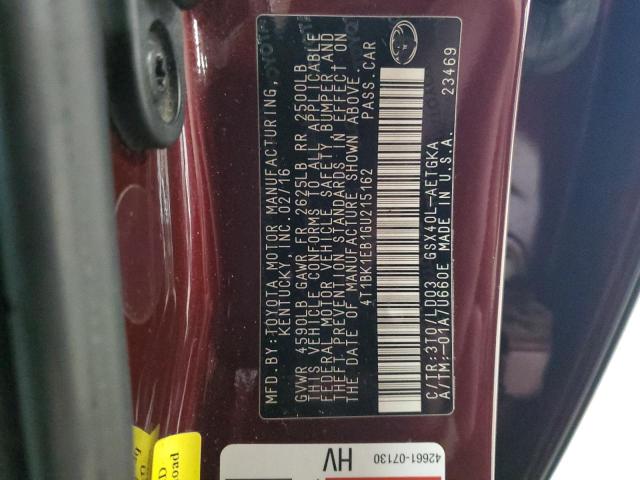 MFD. BY: TOYOTA MOTOR MANUFACTURING,
KENTUCKY, INC. 02/16
GVWR 4590LB GAWR FR 2625LB RR 2500LB
THIS VEHICLE CONFORMS TO ALL APPLICABLE
FEDERAL MOTOR VEHICLE SAFETY, BUMPER, AND
THEFT PREVENTION STANDARDS IN EFFECT ON
THE DATE OF MANUFACTURE SHOWN ABOVE.
4T1BK1EB1GU215162 PASS.CAR
C/TR:3T0/LD03 GSX40L-AETGKA
A/TM:-01A/U660E MADE IN U.S.A. 23469
42661-07130
HV
oad